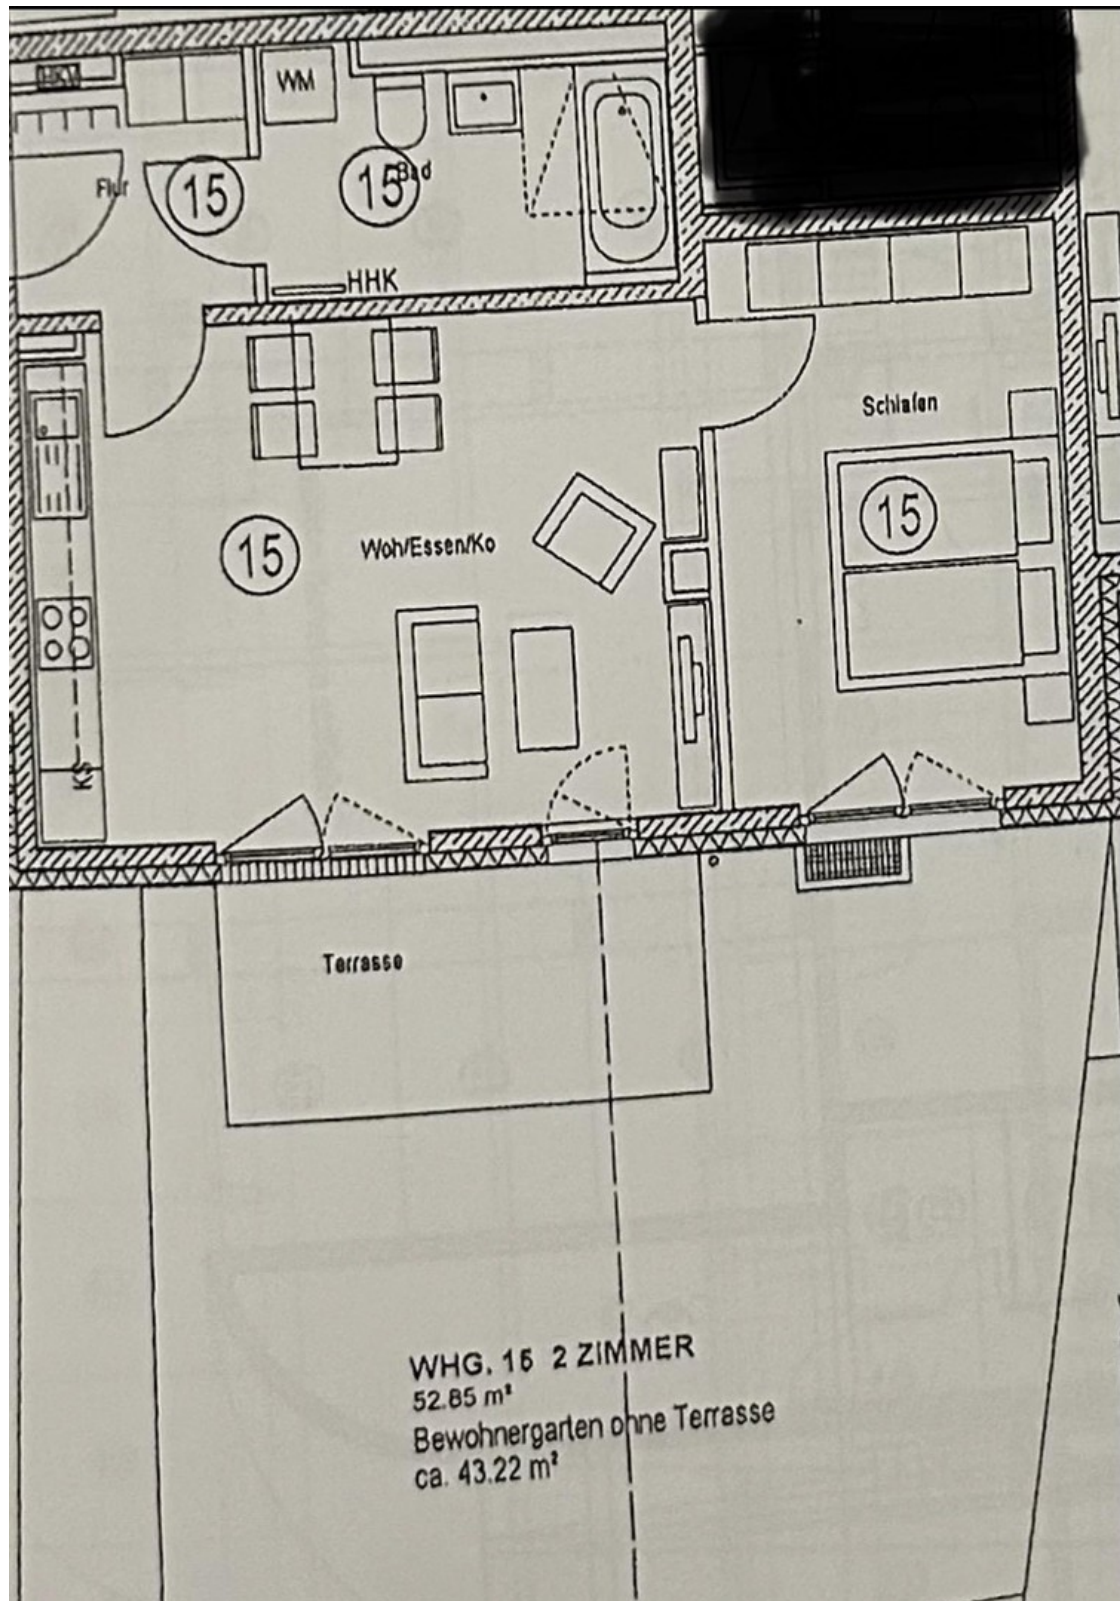 HKV
WM
Flur
15
15
Bad
HHK
Schlafen
15
15
Woh/Essen/Ko
KS
Terrasse
WHG. 15 2 ZIMMER
52.85 m²
Bewohnergarten ohne Terrasse
ca. 43.22 m²